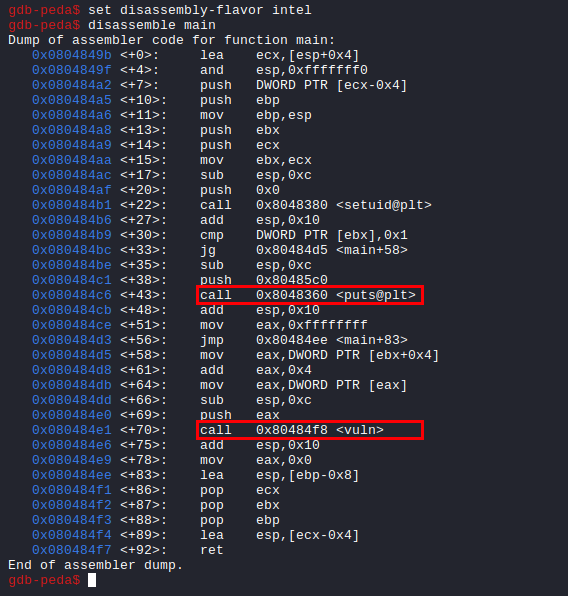 gdb-peda$ set disassembly-flavor intel
gdb-peda$ disassemble main
Dump of assembler code for function main:
   0x0804849b <+0>:     lea    ecx,[esp+0x4]
   0x0804849f <+4>:     and    esp,0xfffffff0
   0x080484a2 <+7>:     push   DWORD PTR [ecx-0x4]
   0x080484a5 <+10>:    push   ebp
   0x080484a6 <+11>:    mov    ebp,esp
   0x080484a8 <+13>:    push   ebx
   0x080484a9 <+14>:    push   ecx
   0x080484aa <+15>:    mov    ebx,ecx
   0x080484ac <+17>:    sub    esp,0xc
   0x080484af <+20>:    push   0x0
   0x080484b1 <+22>:    call   0x8048380 <setuid@plt>
   0x080484b6 <+27>:    add    esp,0x10
   0x080484b9 <+30>:    cmp    DWORD PTR [ebx],0x1
   0x080484bc <+33>:    jg     0x80484d5 <main+58>
   0x080484be <+35>:    sub    esp,0xc
   0x080484c1 <+38>:    push   0x80485c0
   0x080484c6 <+43>:    call   0x8048360 <puts@plt>
   0x080484cb <+48>:    add    esp,0x10
   0x080484ce <+51>:    mov    eax,0xffffffff
   0x080484d3 <+56>:    jmp    0x80484ee <main+83>
   0x080484d5 <+58>:    mov    eax,DWORD PTR [ebx+0x4]
   0x080484d8 <+61>:    add    eax,0x4
   0x080484db <+64>:    mov    eax,DWORD PTR [eax]
   0x080484dd <+66>:    sub    esp,0xc
   0x080484e0 <+69>:    push   eax
   0x080484e1 <+70>:    call   0x80484f8 <vuln>
   0x080484e6 <+75>:    add    esp,0x10
   0x080484e9 <+78>:    mov    eax,0x0
   0x080484ee <+83>:    lea    esp,[ebp-0x8]
   0x080484f1 <+86>:    pop    ecx
   0x080484f2 <+87>:    pop    ebx
   0x080484f3 <+88>:    pop    ebp
   0x080484f4 <+89>:    lea    esp,[ecx-0x4]
   0x080484f7 <+92>:    ret
End of assembler dump.
gdb-peda$